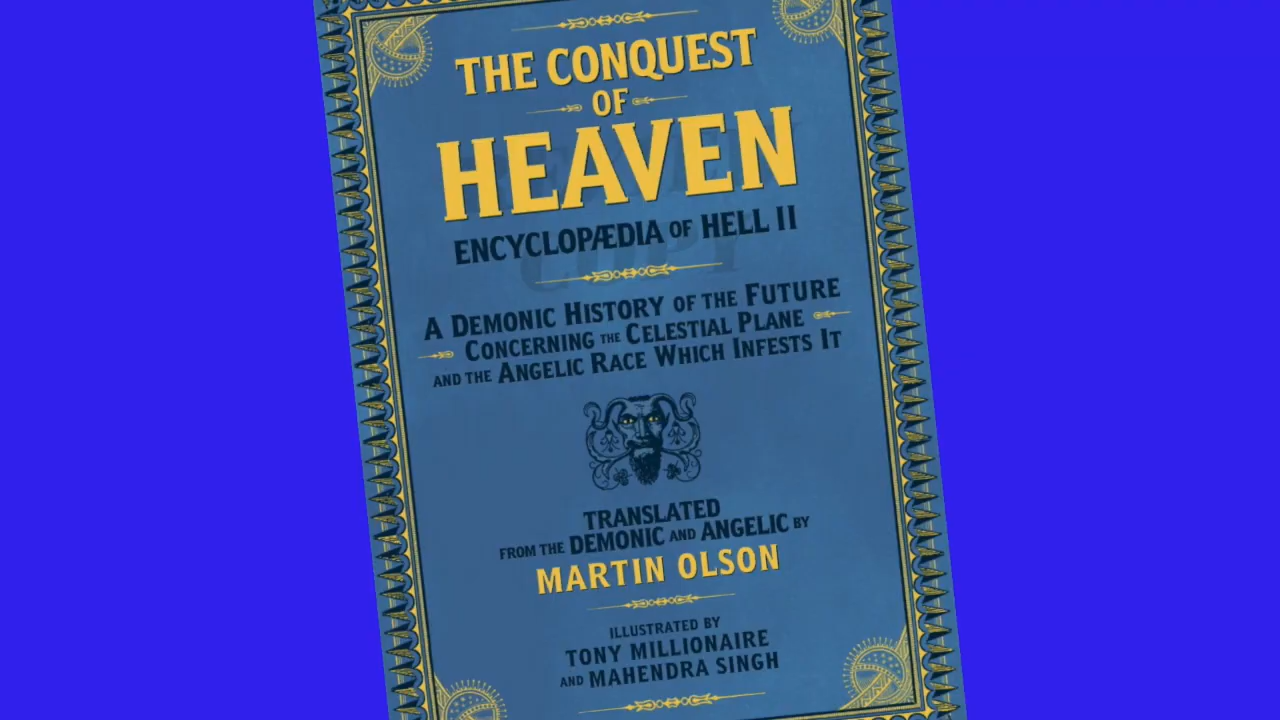 THE CONQUEST
OF
HEAVEN
ENCYCLOPÆDIA OF HELL II
COPY
A DEMONIC HISTORY OF THE FUTURE
CONCERNING THE CELESTIAL PLANE
AND THE ANGELIC RACE WHICH INFESTS IT
TRANSLATED
FROM THE DEMONIC AND ANGELIC BY
MARTIN OLSON
ILLUSTRATED BY
TONY MILLIONAIRE
AND MAHENDRA SINGH